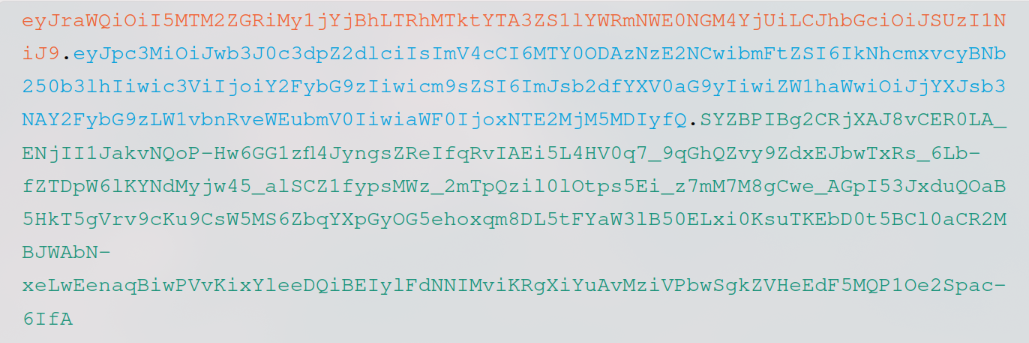 eyJraWQiOiI5MTM2ZGRiMy1jYjBhLTRhMTktYTA3ZS1lYWRmNWE0NGM4YjUiLCJhbGciOiJSUzI1N
iJ9.eyJpc3MiOiJwb3J0c3dpZ2dlciIsImV4cCI6MTY0ODAzNzE2NCwibmFtZSI6IkNhcmxvcyBNb
250b3lhIiwic3ViIjoiY2FybG9zIiwicm9sZSI6ImJsb2dfYXV0aG9yIiwiZW1haWwiOiJjYXJsb3
NAY2FybG9zLW1vbnRveWEubmV0IiwiaWF0IjoxNTE2MjM5MDIyfQ.SYZBPIBg2CRjXAJ8vCER0LA_
ENjII1JakvNQoP-Hw6GG1zfl4JyngsZReIfqRvIAEi5L4HV0q7_9qGhQZvy9ZdxEJbwTxRs_6Lb-
fZTDpW6lKYNdMyjw45_alSCZ1fypsMWz_2mTpQzil0lOtps5Ei_z7mM7M8gCwe_AGpI53JxduQOaB
5HkT5gVrv9cKu9CsW5MS6ZbqYXpGyOG5ehoxqm8DL5tFYaW3lB50ELxi0KsuTKEbD0t5BCl0aCR2M
BJWAbN-
xeLwEenaqBiwPVvKixYleeDQiBEIylFdNNIMviKRgXiYuAvMziVPbwSgkZVHeEdF5MQP1Oe2Spac-
6IfA